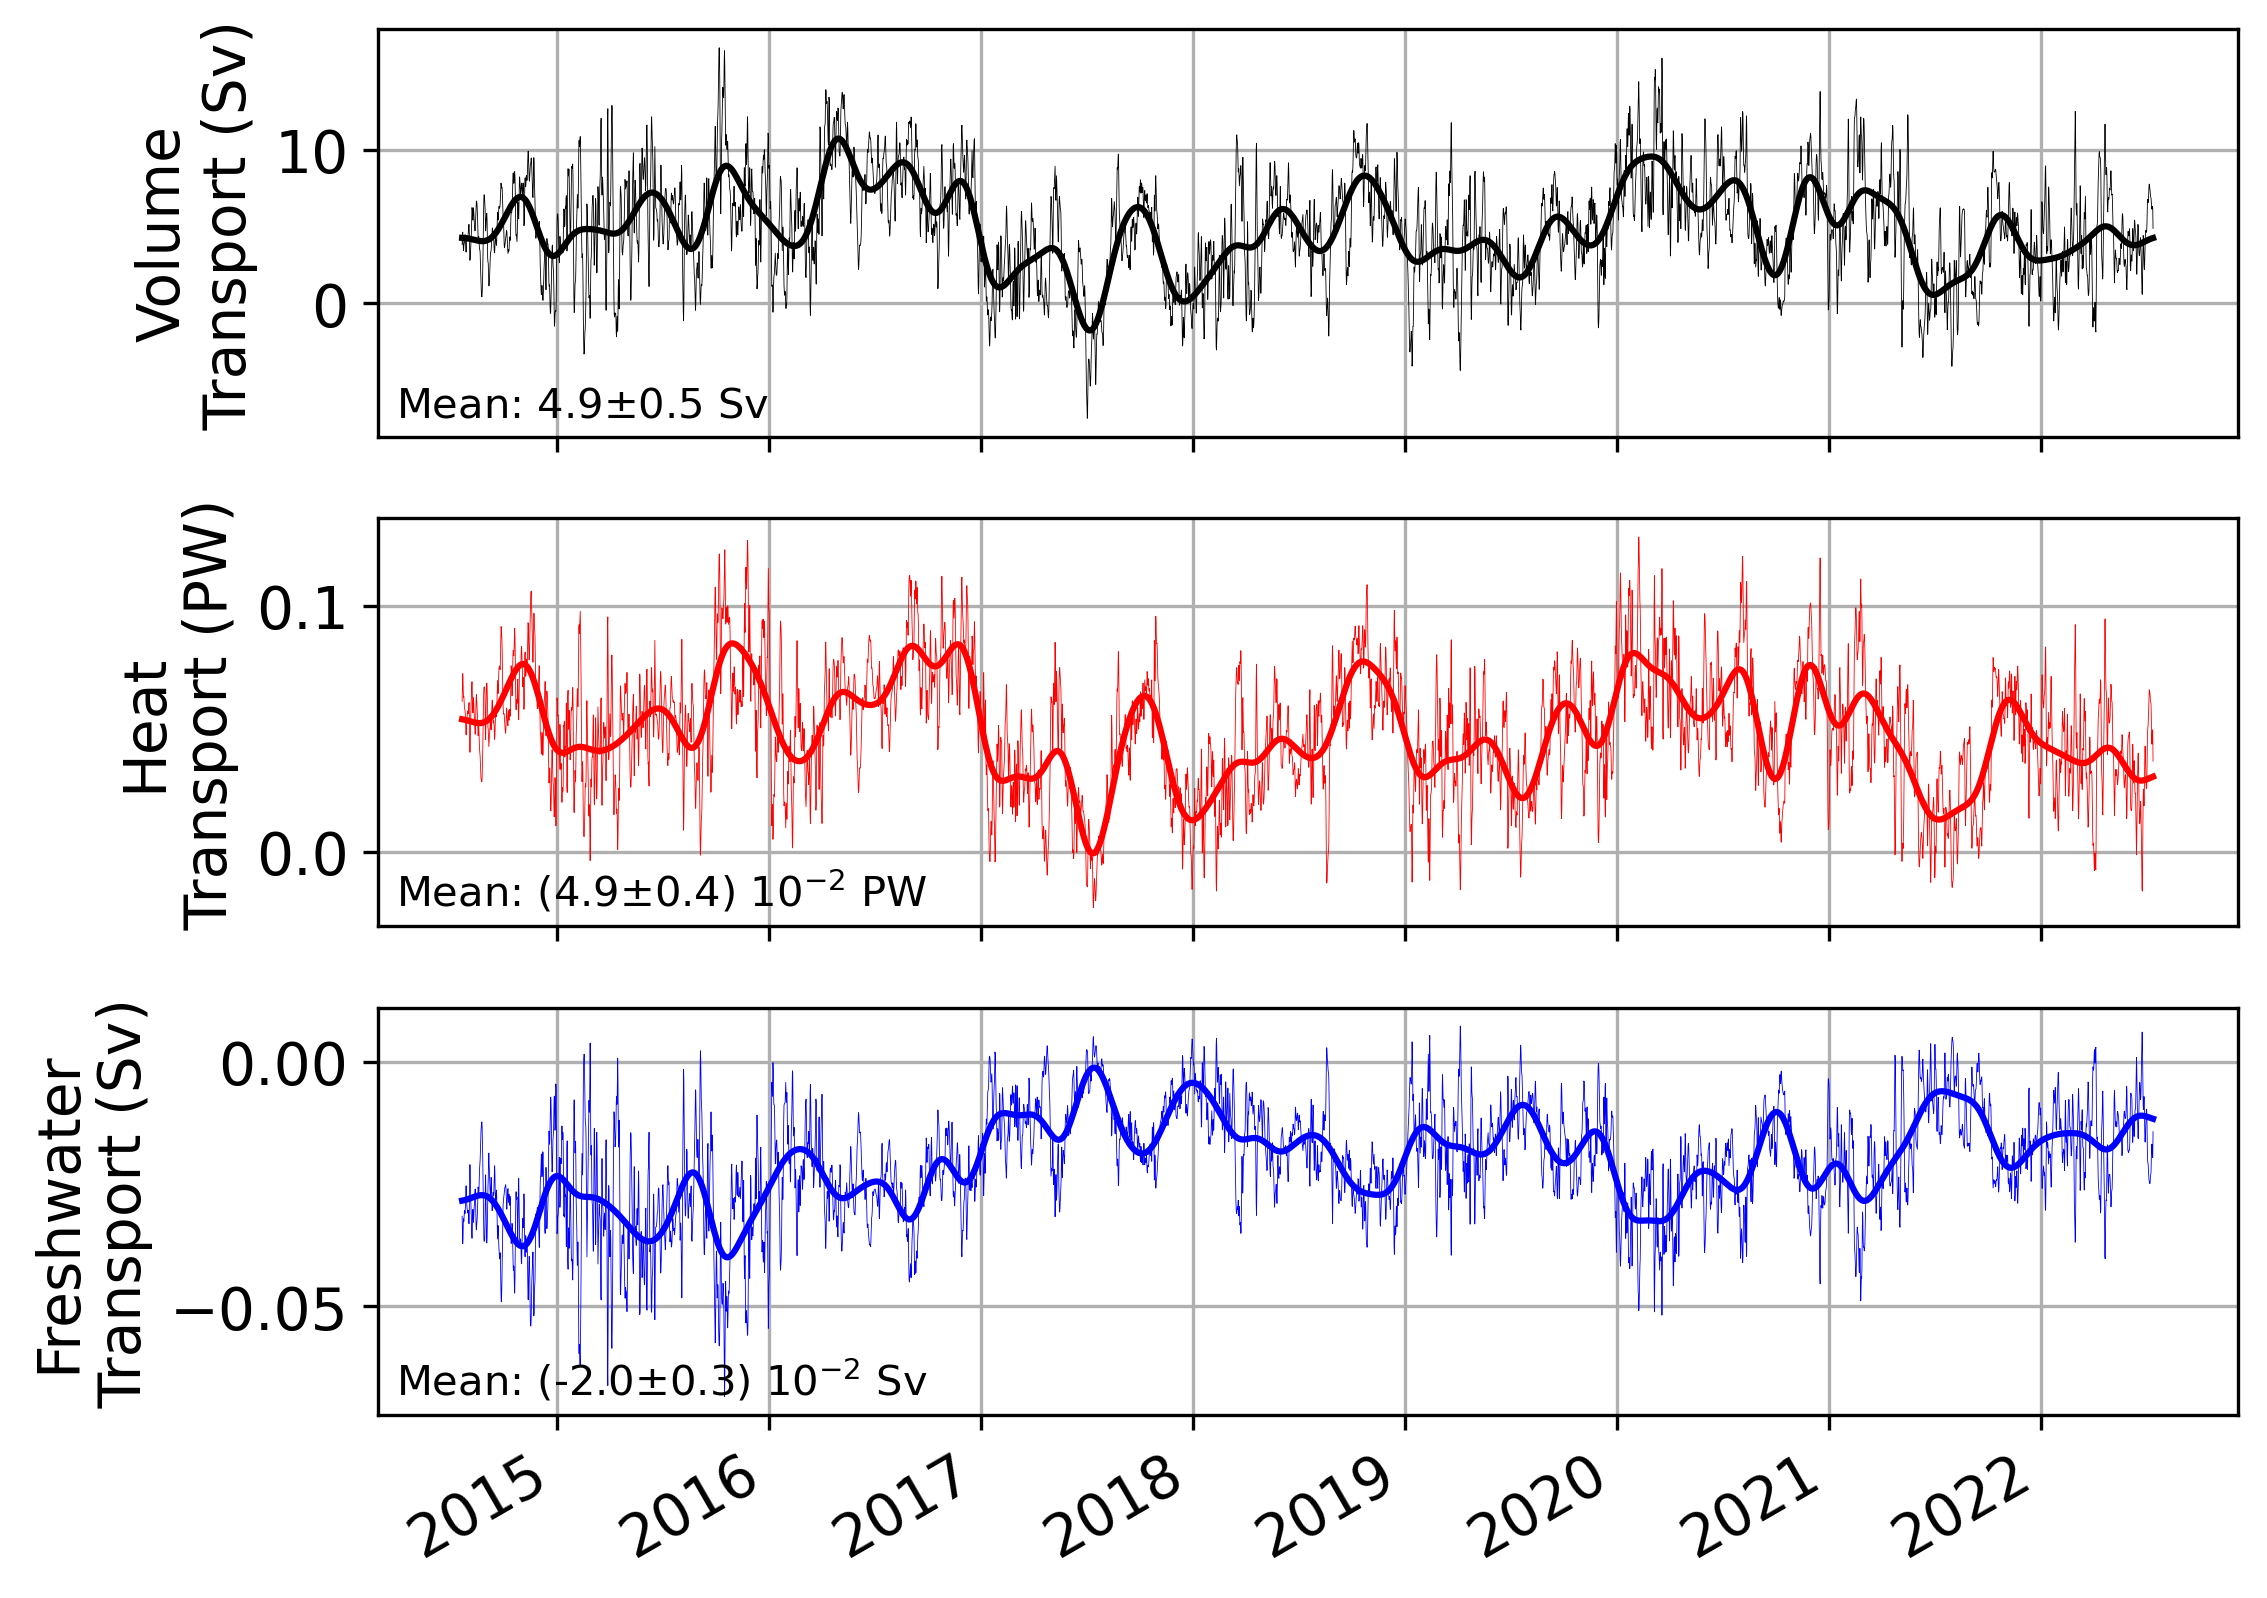 Volume
Transport (Sv)
10
0
Mean: 4.9±0.5 Sv
Heat
Transport (PW)
0.1
0.0
Mean: (4.9±0.4) 10⁻² PW
Freshwater
Transport (Sv)
0.00
−0.05
Mean: (-2.0±0.3) 10⁻² Sv
2015 2016 2017 2018 2019 2020 2021 2022